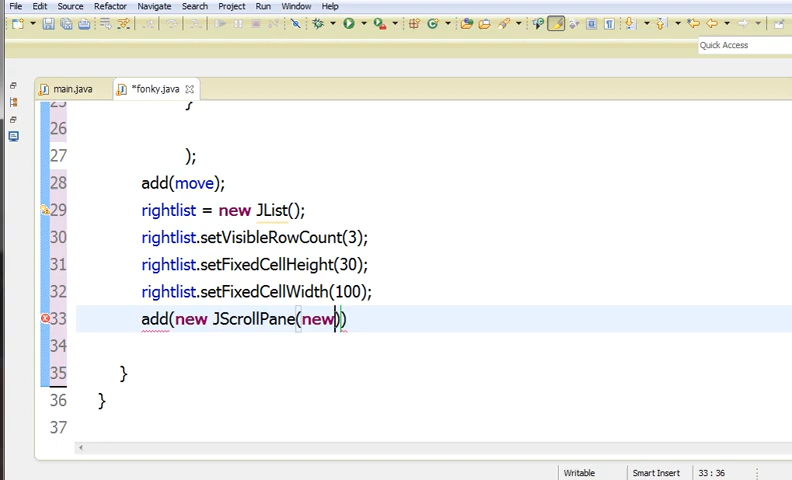 File Edit Source Refactor Navigate Search Project Run Window Help
Quick Access
main.java *fonky.java
25 }
26
27 );
28 add(move);
29 rightlist = new JList();
30 rightlist.setVisibleRowCount(3);
31 rightlist.setFixedCellHeight(30);
32 rightlist.setFixedCellWidth(100);
33 add(new JScrollPane(new))
34
35 }
36 }
37
Writable Smart Insert 33 : 36